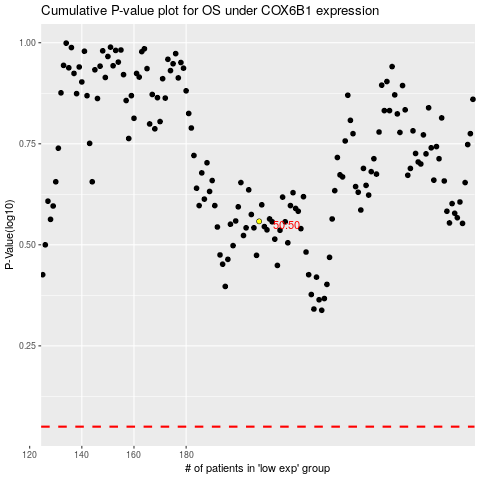 Cumulative P-value plot for OS under COX6B1 expression
P-Value(log10)
1.00
0.75
0.50
0.25
50:50
120 140 160 180
# of patients in 'low exp' group